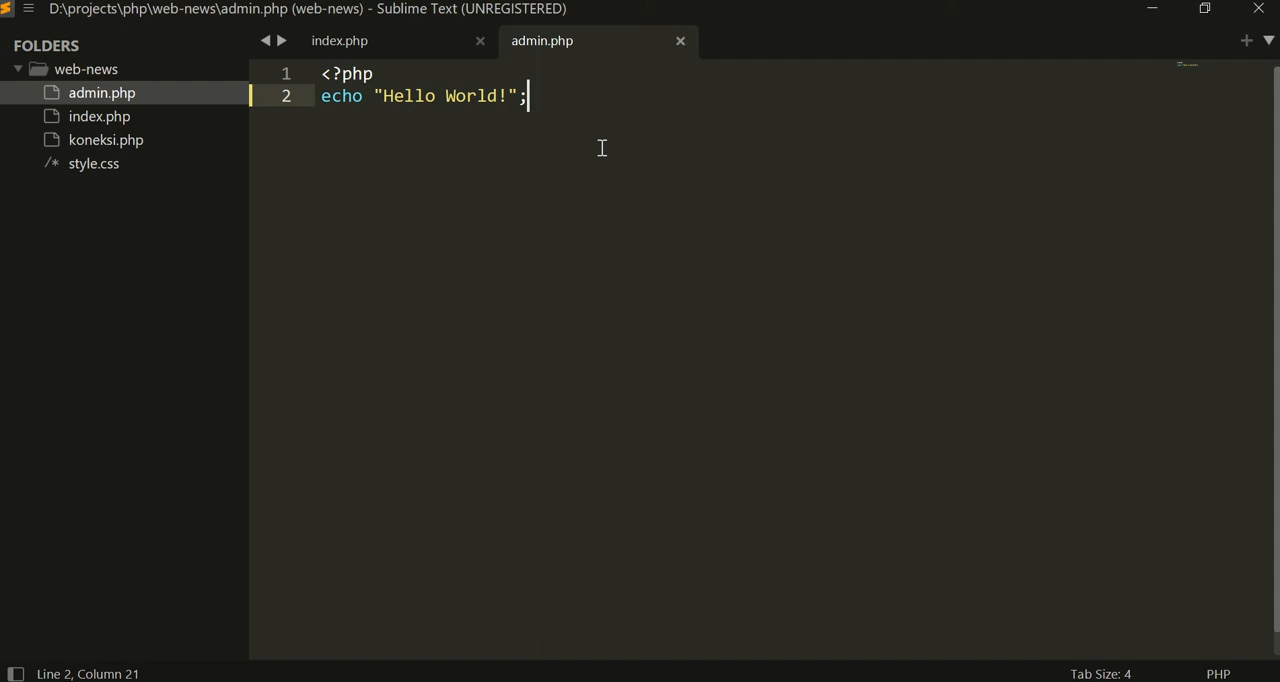 D:\projects\php\web-news\admin.php (web-news) - Sublime Text (UNREGISTERED)
FOLDERS
web-news
admin.php
index.php
koneksi.php
/* style.css
index.php
admin.php
1 <?php
2 echo "Hello World!";
Line 2, Column 21
Tab Size: 4
PHP